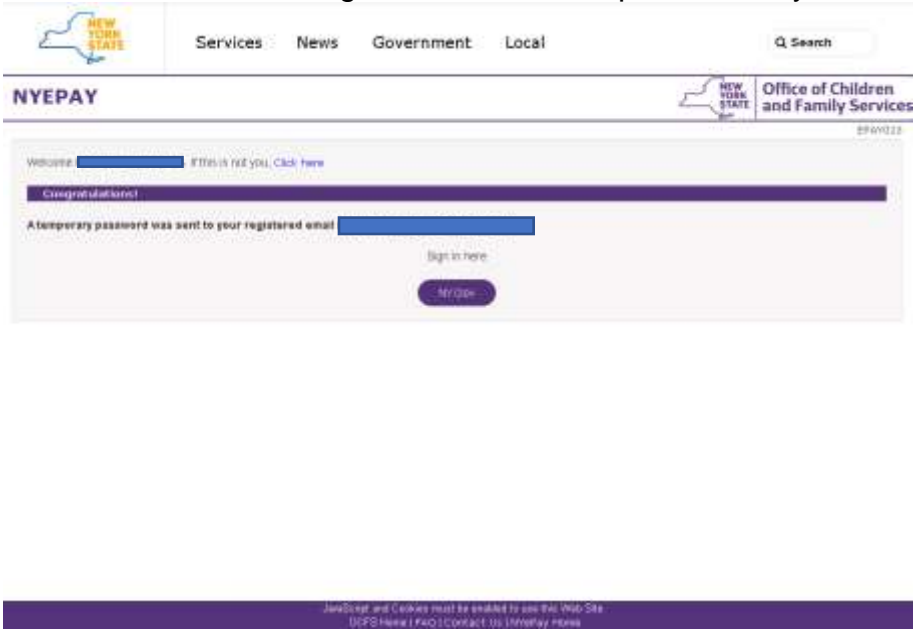 NEW YORK STATE
Services News Government Local
Search
NYEPAY
NEW YORK STATE
Office of Children and Family Services
Welcome
If this is not you, Click here
Congratulations!
A temporary password was sent to your registered email
Sign in here
JavaScript and Cookies must be enabled to use this Web Site
OCFS Home | FAQ | Contact Us | NYePay Home